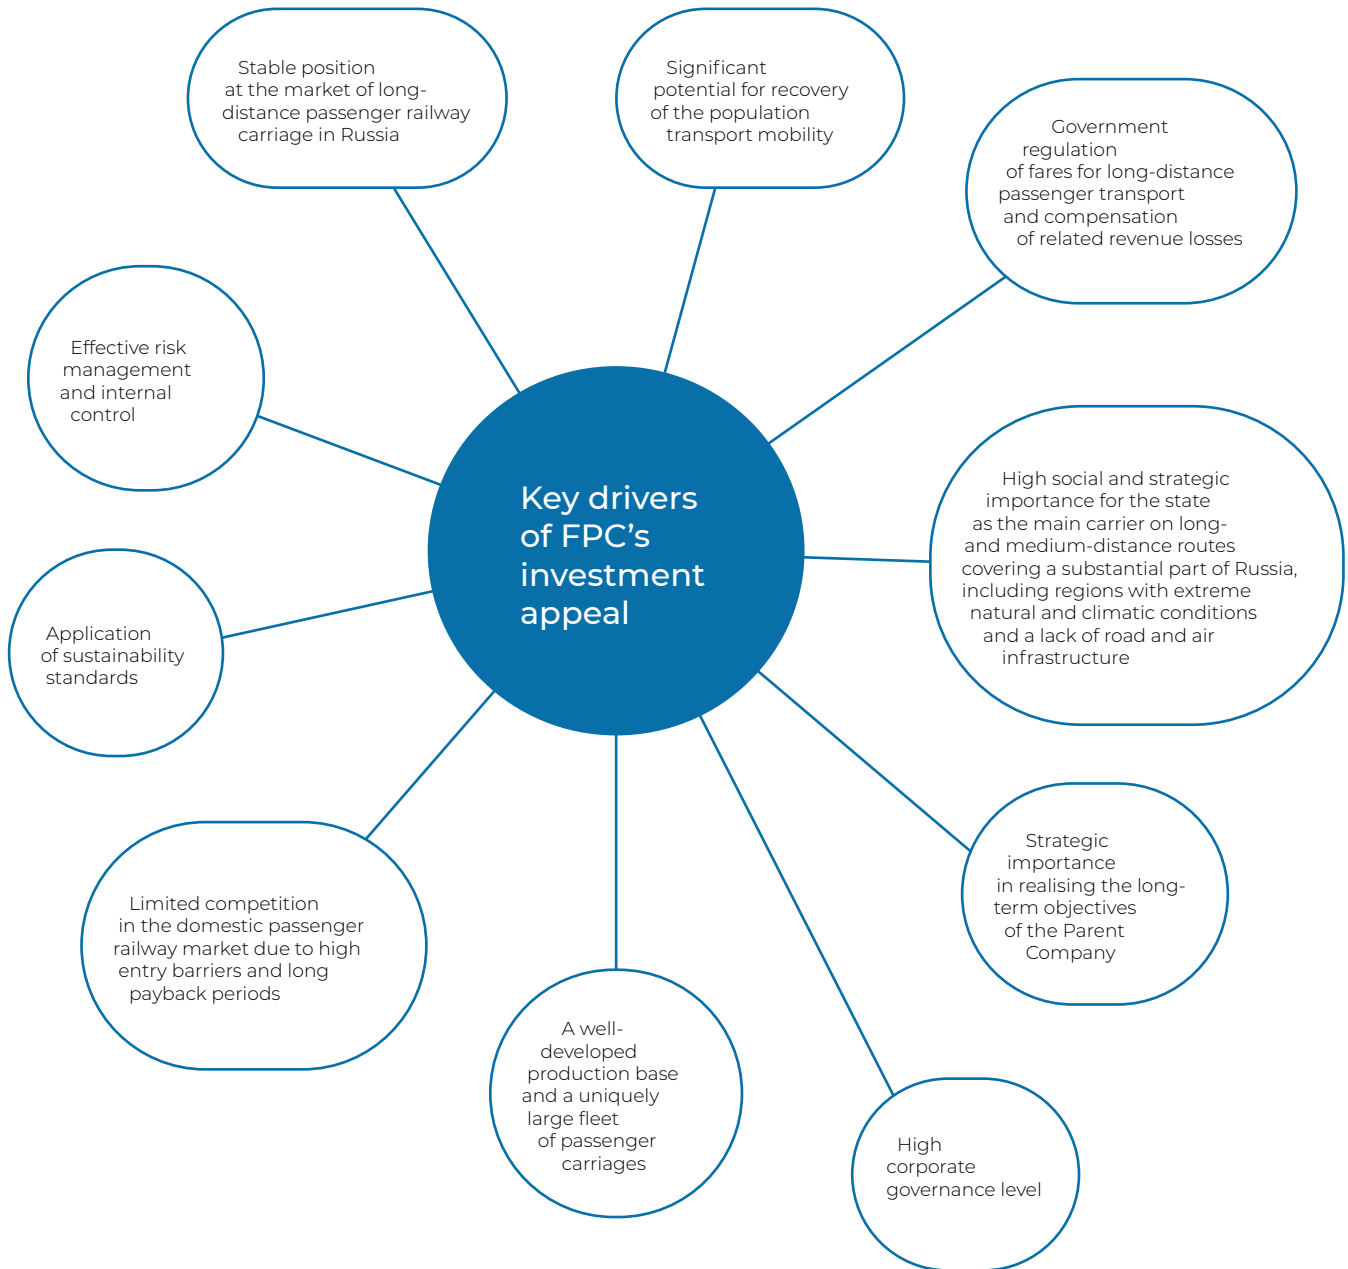 Stable position
at the market of long-
distance passenger railway
carriage in Russia
Significant
potential for recovery
of the population
transport mobility
Government
regulation
of fares for long-distance
passenger transport
and compensation
of related revenue losses
Effective risk
management
and internal
control
Key drivers
of FPC’s
investment
appeal
High social and strategic
importance for the state
as the main carrier on long-
and medium-distance routes
covering a substantial part of Russia,
including regions with extreme
natural and climatic conditions
and a lack of road and air
infrastructure
Application
of sustainability
standards
Strategic
importance
in realising the long-
term objectives
of the Parent
Company
Limited competition
in the domestic passenger
railway market due to high
entry barriers and long
payback periods
A well-
developed
production base
and a uniquely
large fleet
of passenger
carriages
High
corporate
governance level